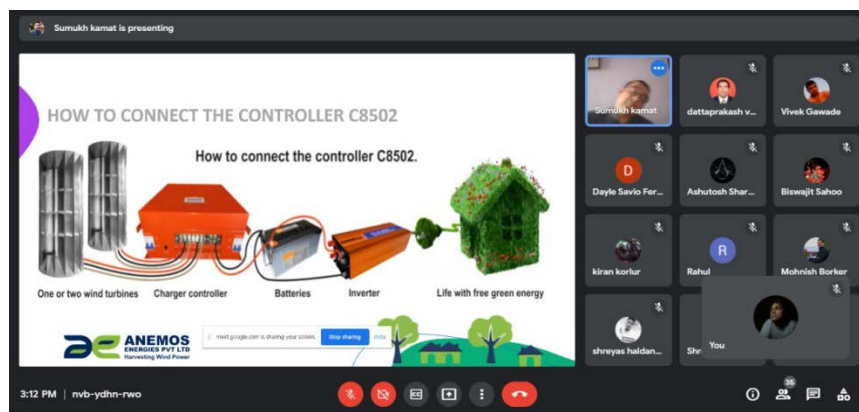 Sumukh kamat is presenting
HOW TO CONNECT THE CONTROLLER C8502
How to connect the controller C8502.
One or two wind turbines
Charger controller
Batteries
Inverter
Life with free green energy
ANEMOS
ENERGIES PVT LTD
Harvesting Wind Power
meet.google.com is sharing your screen.
Stop sharing
Hide
Sumukh kamat
dattaprakash v...
Vivek Gawade
D
Dayle Savio Fer...
Ashutosh Shar...
Biswajit Sahoo
kiran korlur
R
Rahul
Mohnish Borker
shreyas haldan...
Shr
You
3:12 PM | nvb-ydhn-rwo
35